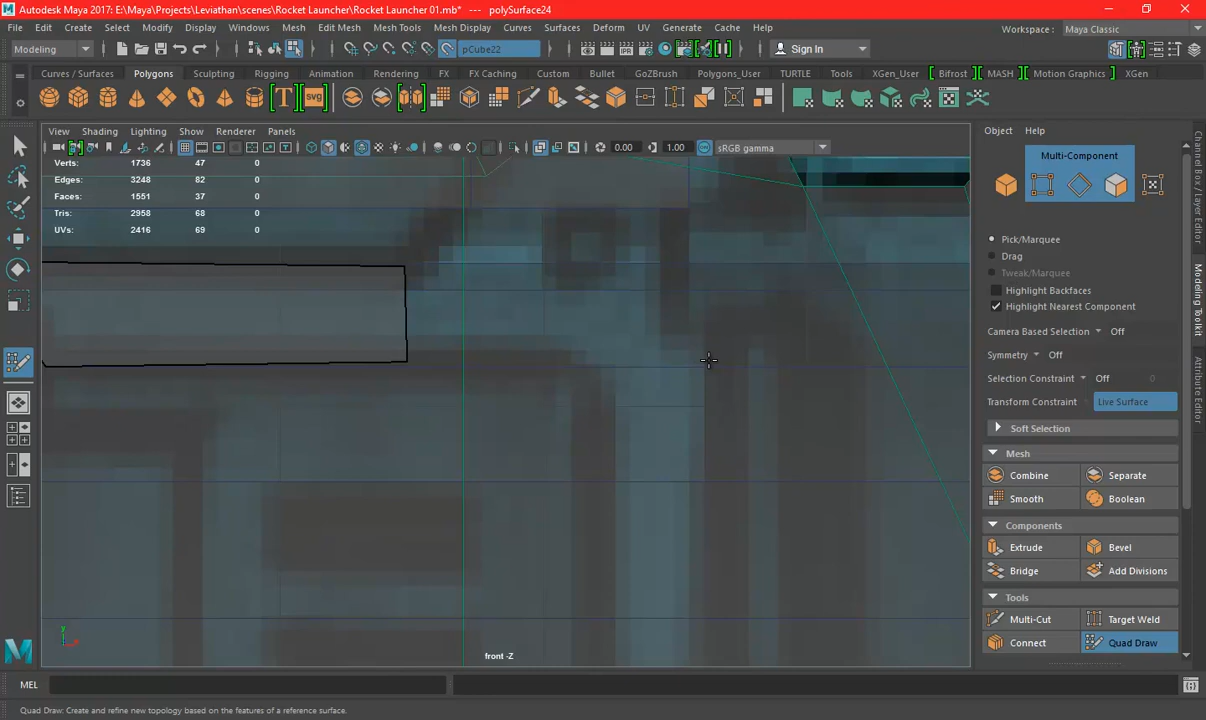 Autodesk Maya 2017: E:\Maya\Projects\Leviathan\scenes\Rocket Launcher\Rocket Launcher 01.mb* --- polySurface24
File Edit Create Select Modify Display Windows Mesh Edit Mesh Mesh Tools Mesh Display Curves Surfaces Deform UV Generate Cache Help Workspace : Maya Classic
Modeling pCube22 Sign In
Curves / Surfaces Polygons Sculpting Rigging Animation Rendering FX FX Caching Custom Bullet GoZBrush Polygons_User TURTLE Tools XGen_User Bifrost MASH Motion Graphics XGen
T svg
View Shading Lighting Show Renderer Panels
0.00 1.00 sRGB gamma
Verts: 1736 47 0
Edges: 3248 82 0
Faces: 1551 37 0
Tris: 2958 68 0
UVs: 2416 69 0
front -Z
Object Help
Multi-Component
Pick/Marquee
Drag
Tweak/Marquee
Highlight Backfaces
Highlight Nearest Component
Camera Based Selection Off
Symmetry Off
Selection Constraint Off 0
Transform Constraint Live Surface
Soft Selection
Mesh
Combine Separate
Smooth Boolean
Components
Extrude Bevel
Bridge Add Divisions
Tools
Multi-Cut Target Weld
Connect Quad Draw
Channel Box / Layer Editor
Modeling Toolkit
Attribute Editor
y
MEL
Quad Draw: Create and refine new topology based on the features of a reference surface.